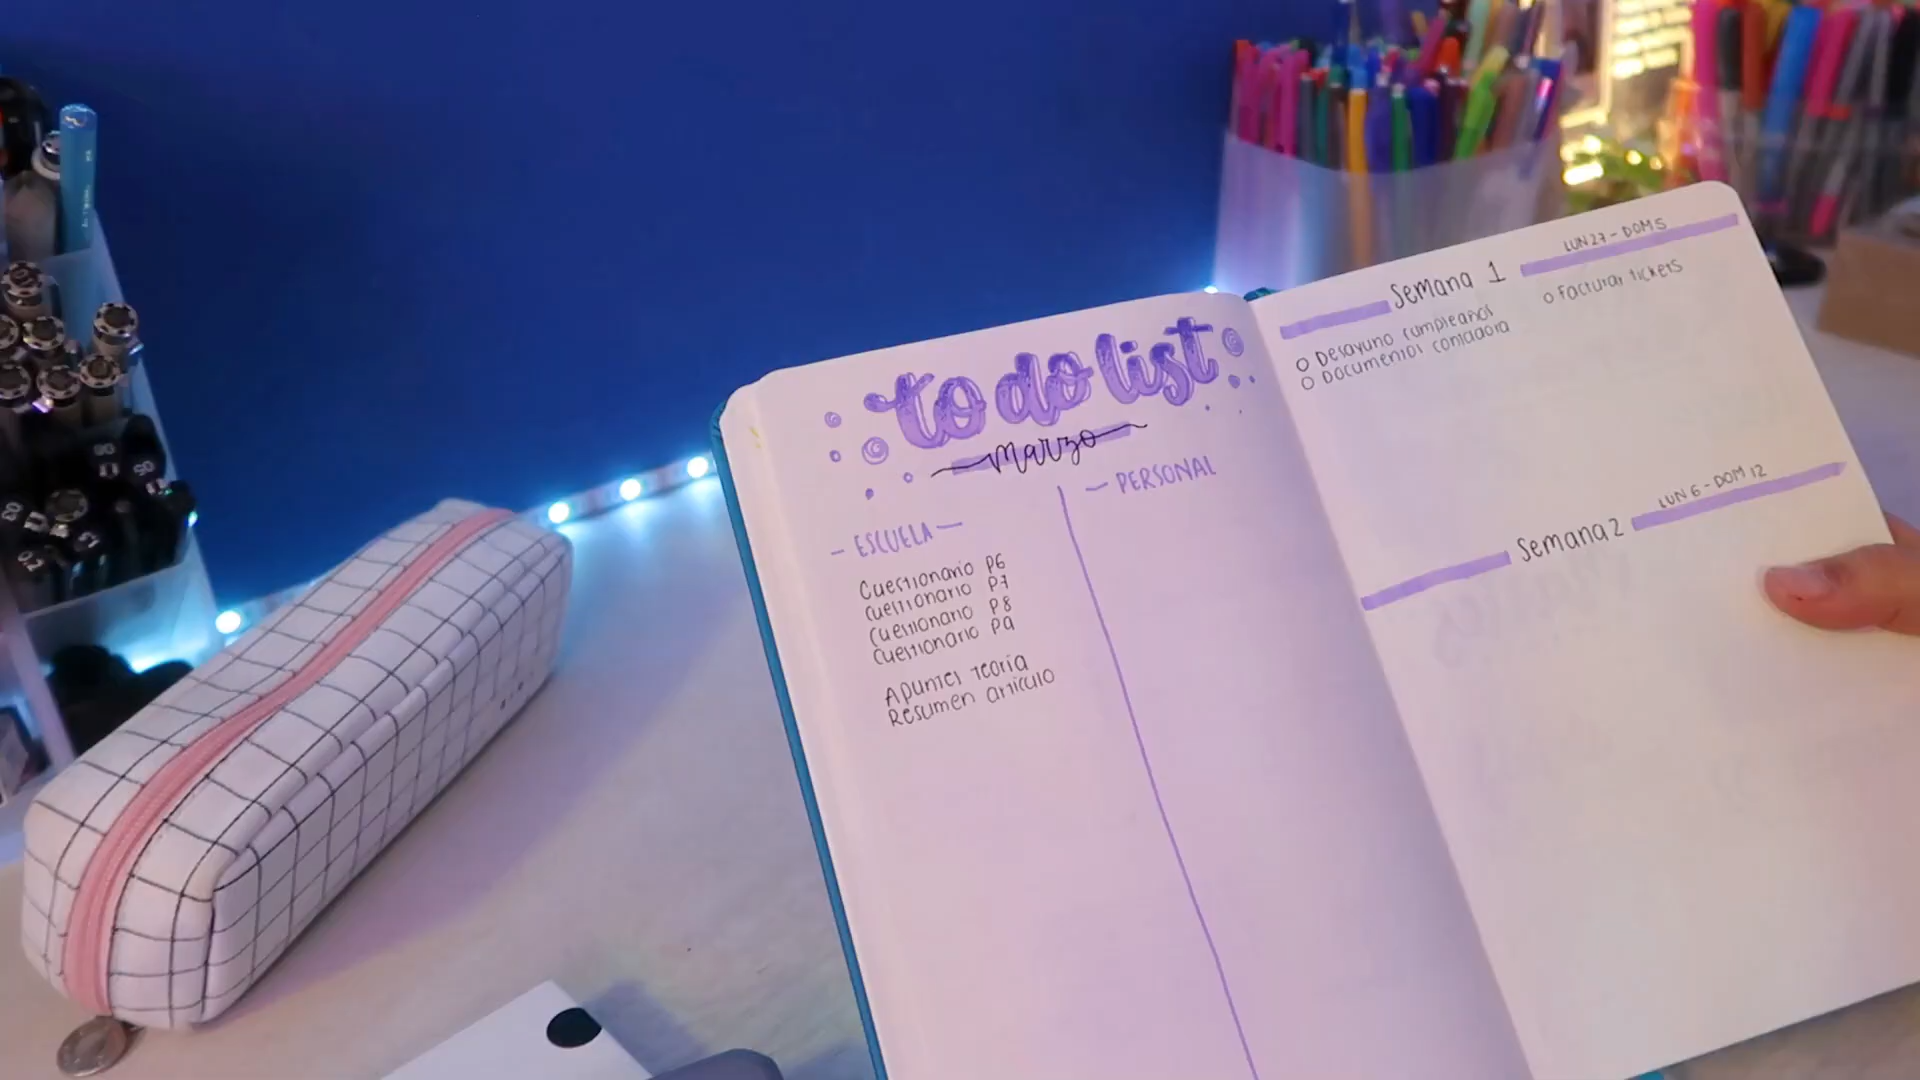 to do list
marzo
- ESCUELA -
Cuestionario P6
Cuestionario P7
Cuestionario P8
Cuestionario P9
Apuntes teoría
Resumen artículo
- PERSONAL
LUN 27 - DOM 5
Semana 1
O Desayuno cumpleaños
O Documentos contadora
O Facturar tickets
LUN 6 - DOM 12
Semana 2